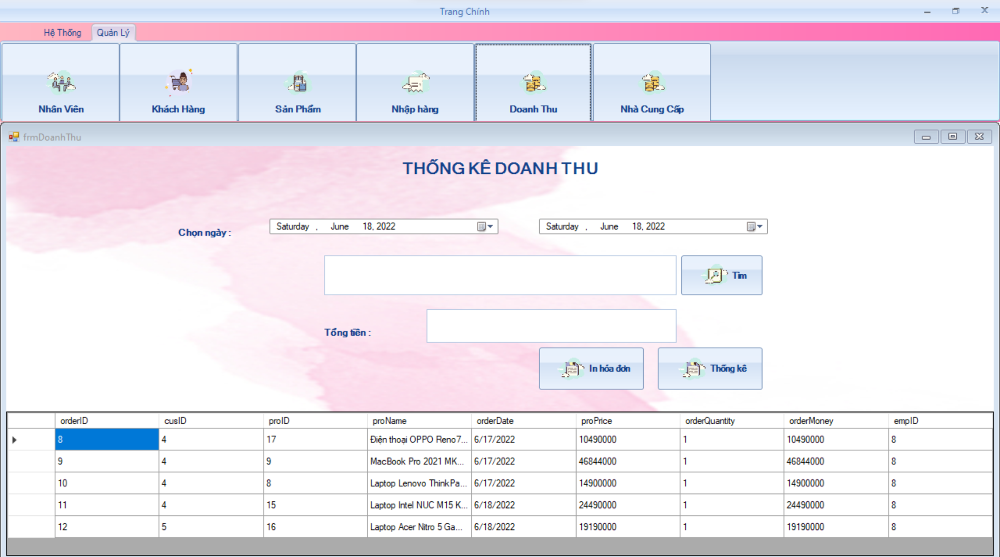 Trang Chính
Hệ Thống Quản Lý
Nhân Viên Khách Hàng Sản Phẩm Nhập hàng Doanh Thu Nhà Cung Cấp
frmDoanhThu
THỐNG KÊ DOANH THU
Chọn ngày : Saturday , June 18, 2022 Saturday , June 18, 2022
Tìm
Tổng tiền :
In hóa đơn Thống kê
orderID cusID proID proName orderDate proPrice orderQuantity orderMoney empID
8 4 17 Điện thoại OPPO Reno7... 6/17/2022 10490000 1 10490000 8
9 4 9 MacBook Pro 2021 MK... 6/17/2022 46844000 1 46844000 8
10 4 8 Laptop Lenovo ThinkPa... 6/17/2022 14900000 1 14900000 8
11 4 15 Laptop Intel NUC M15 K... 6/18/2022 24490000 1 24490000 8
12 5 16 Laptop Acer Nitro 5 Ga... 6/18/2022 19190000 1 19190000 8